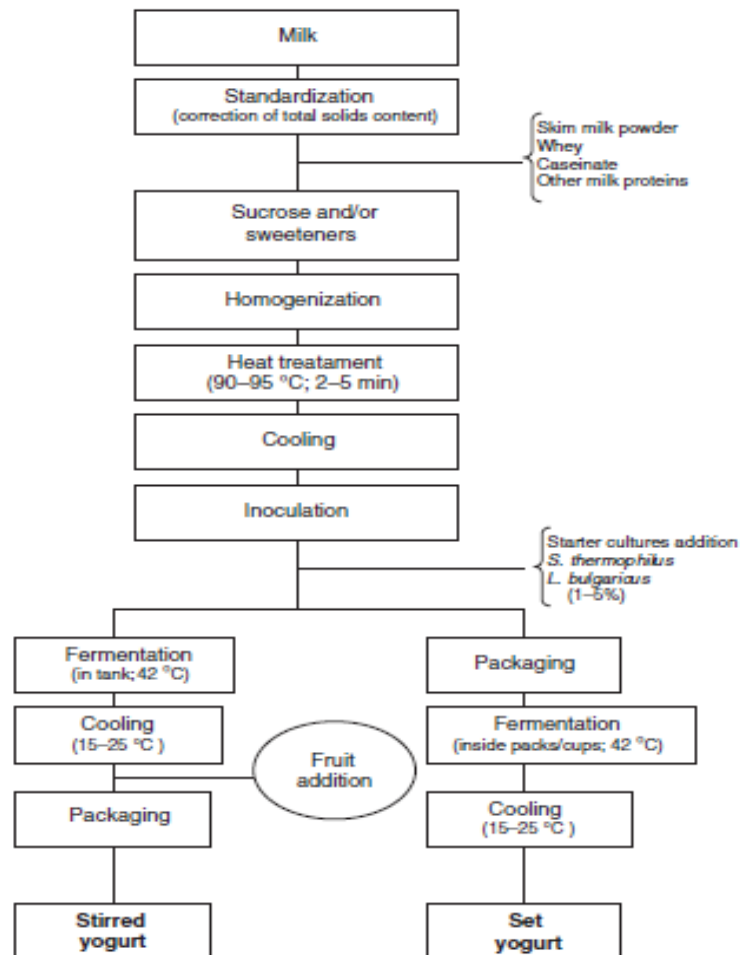 Milk
Standardization
(correction of total solids content)
Skim milk powder
Whey
Caseinate
Other milk proteins
Sucrose and/or
sweeteners
Homogenization
Heat treatament
(90–95 °C; 2–5 min)
Cooling
Inoculation
Starter cultures addition
S. thermophilus
L. bulgaricus
(1–5%)
Fermentation
(in tank; 42 °C)
Cooling
(15–25 °C )
Fruit
addition
Packaging
Stirred
yogurt
Packaging
Fermentation
(inside packs/cups; 42 °C)
Cooling
(15–25 °C )
Set
yogurt